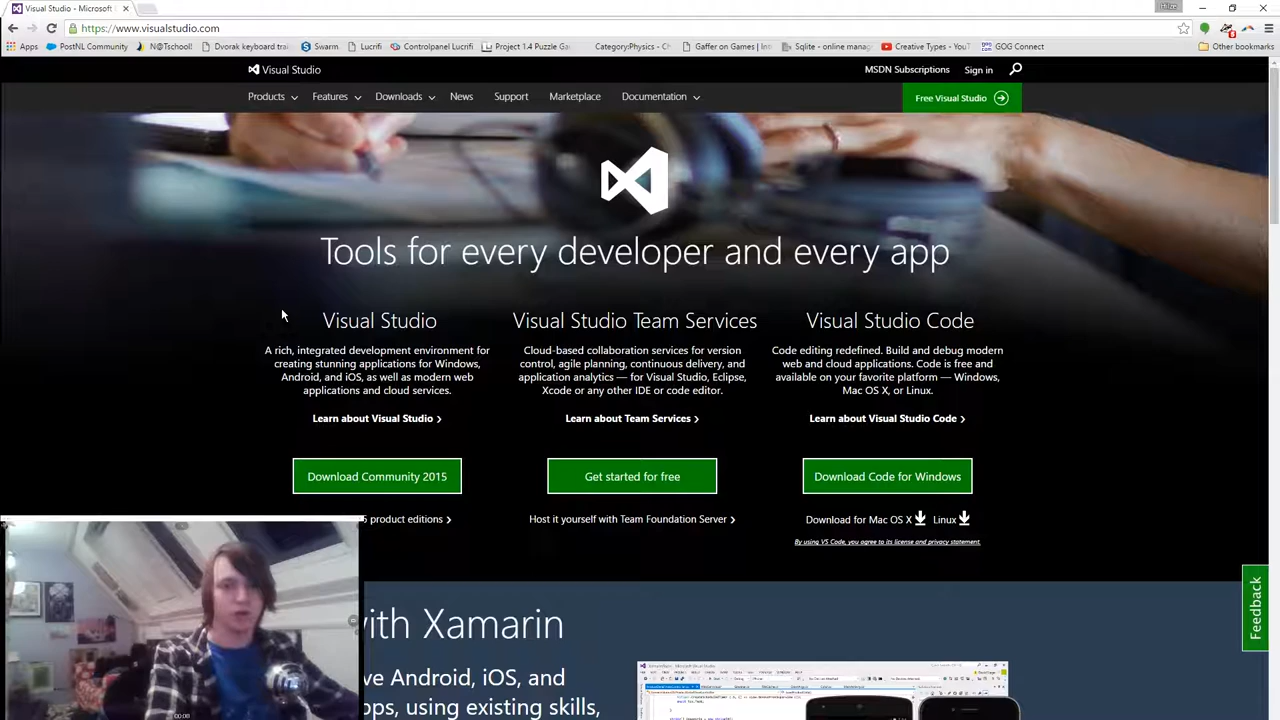 Visual Studio - Microsoft
https://www.visualstudio.com
Apps PostNL Community N@Tschool! Dvorak keyboard trai Swarm Lucrifi Controlpanel Lucrifi Project 1.4 Puzzle Ga Category:Physics - C Gaffer on Games | In Sqlite - online mana Creative Types - YouT GOG Connect Other bookmarks
Visual Studio MSDN Subscriptions Sign in
Products Features Downloads News Support Marketplace Documentation Free Visual Studio
Tools for every developer and every app
Visual Studio
A rich, integrated development environment for
creating stunning applications for Windows,
Android, and iOS, as well as modern web
applications and cloud services.
Learn about Visual Studio
Download Community 2015
5 product editions
Visual Studio Team Services
Cloud-based collaboration services for version
control, agile planning, continuous delivery, and
application analytics — for Visual Studio, Eclipse,
Xcode or any other IDE or code editor.
Learn about Team Services
Get started for free
Host it yourself with Team Foundation Server
Visual Studio Code
Code editing redefined. Build and debug modern
web and cloud applications. Code is free and
available on your favorite platform — Windows,
Mac OS X, or Linux.
Learn about Visual Studio Code
Download Code for Windows
Download for Mac OS X Linux
By using VS Code, you agree to its license and privacy statement.
Feedback
with Xamarin
ve Android, iOS, and
ps, using existing skills,